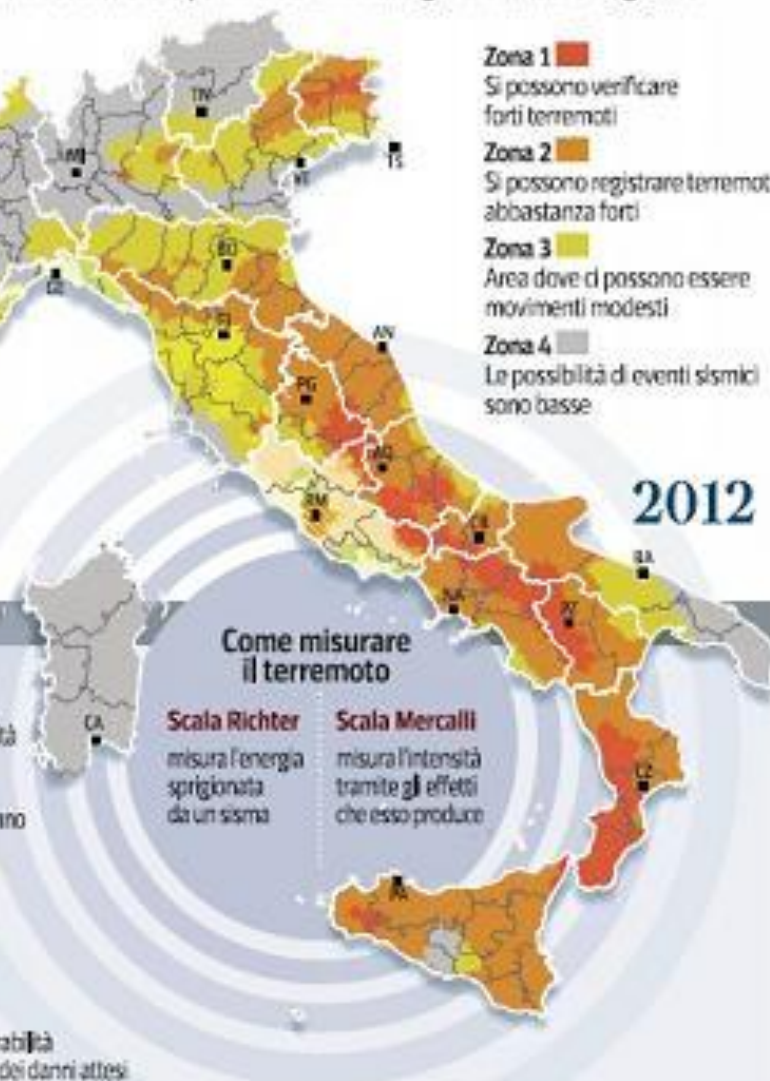 Zona 1
Si possono verificare
forti terremoti
Zona 2
Si possono registrare terremot
abbastanza forti
Zona 3
Area dove ci possono essere
movimenti modesti
Zona 4
Le possibilità di eventi sismici
sono basse
TN
MI
VE
TS
BO
GE
FI
AN
PG
AQ
RM
CB
2012
BA
NA
PZ
Come misurare
il terremoto
Scala Richter
misura l'energia
sprigionata
da un sisma
Scala Mercalli
misura l'intensità
tramite gli effetti
che esso produce
CA
CZ
PA
tà
ano
abilità
dei danni attesi